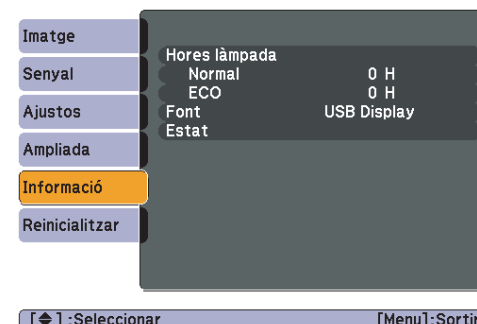 Imatge
Senyal
Ajustos
Ampliada
Informació
Reinicialitzar
Hores làmpada
Normal 0 H
ECO 0 H
Font USB Display
Estat
[◆] :Seleccionar [Menu]:Sortir